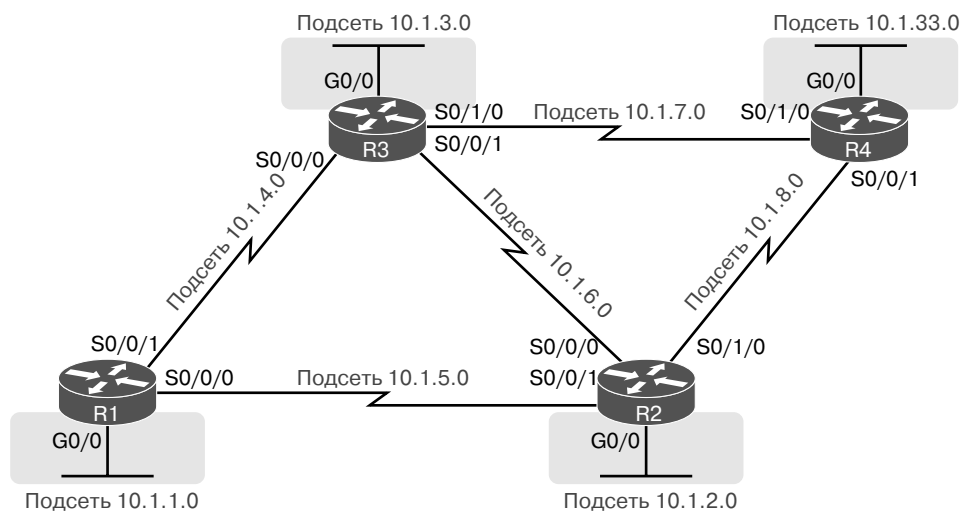 Подсеть 10.1.3.0
Подсеть 10.1.33.0
G0/0
G0/0
S0/1/0
Подсеть 10.1.7.0
S0/1/0
R3
S0/0/1
R4
S0/0/0
S0/0/1
Подсеть 10.1.4.0
Подсеть 10.1.6.0
Подсеть 10.1.8.0
S0/0/1
S0/0/0
S0/1/0
S0/0/0
Подсеть 10.1.5.0
S0/0/1
R1
R2
G0/0
G0/0
Подсеть 10.1.1.0
Подсеть 10.1.2.0